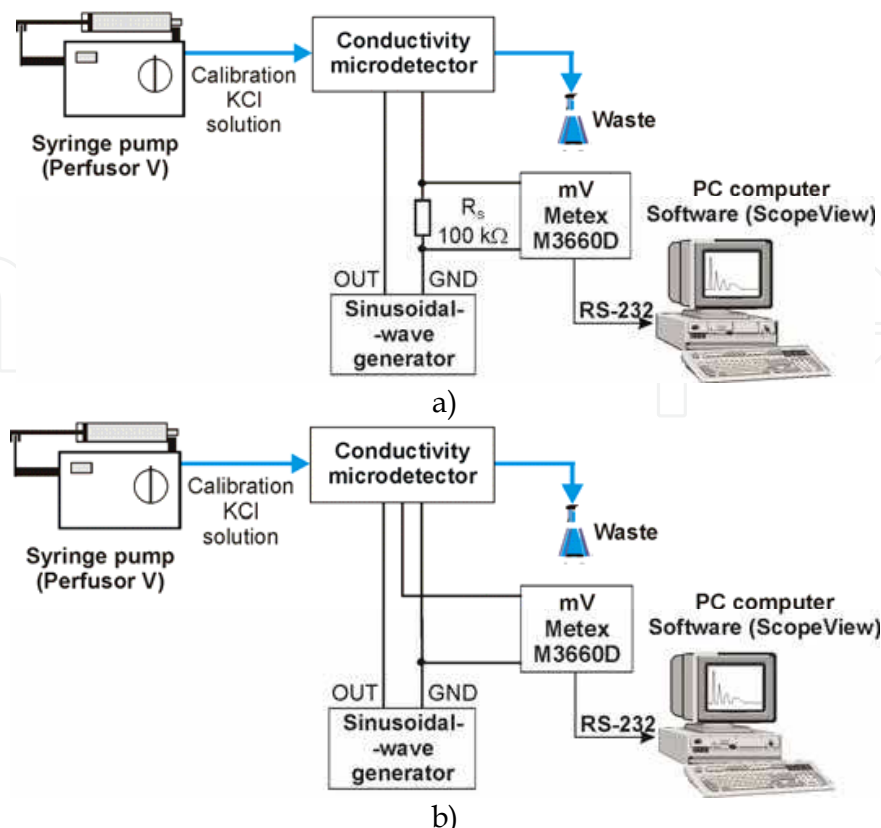 Conductivity
microdetector
Calibration
KCl
solution
Syringe pump
(Perfusor V)
Waste
mV
Metex
M3660D
Rs
100 kΩ
PC computer
Software (ScopeView)
OUT
GND
RS-232
Sinusoidal-
-wave
generator
a)
Conductivity
microdetector
Calibration
KCl
solution
Syringe pump
(Perfusor V)
Waste
mV
Metex
M3660D
PC computer
Software (ScopeView)
OUT
GND
RS-232
Sinusoidal-
-wave
generator
b)